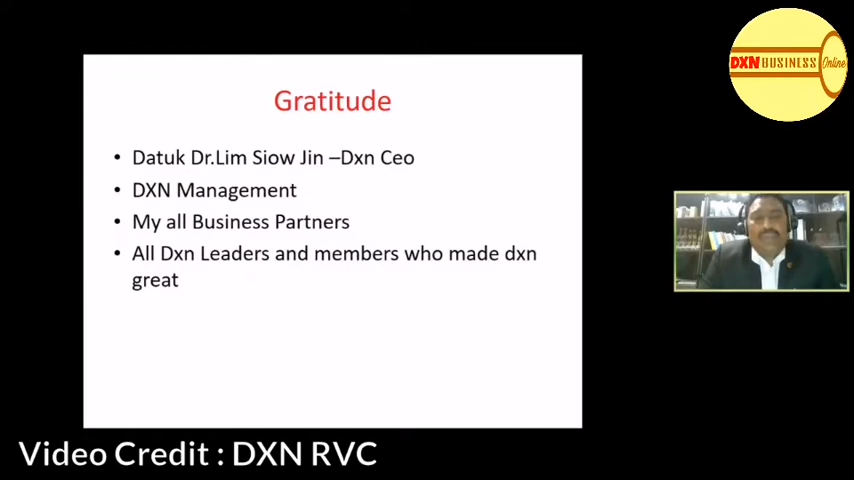 DXN BUSINESS Online
Gratitude
• Datuk Dr.Lim Siow Jin –Dxn Ceo
• DXN Management
• My all Business Partners
• All Dxn Leaders and members who made dxn
great
Video Credit : DXN RVC